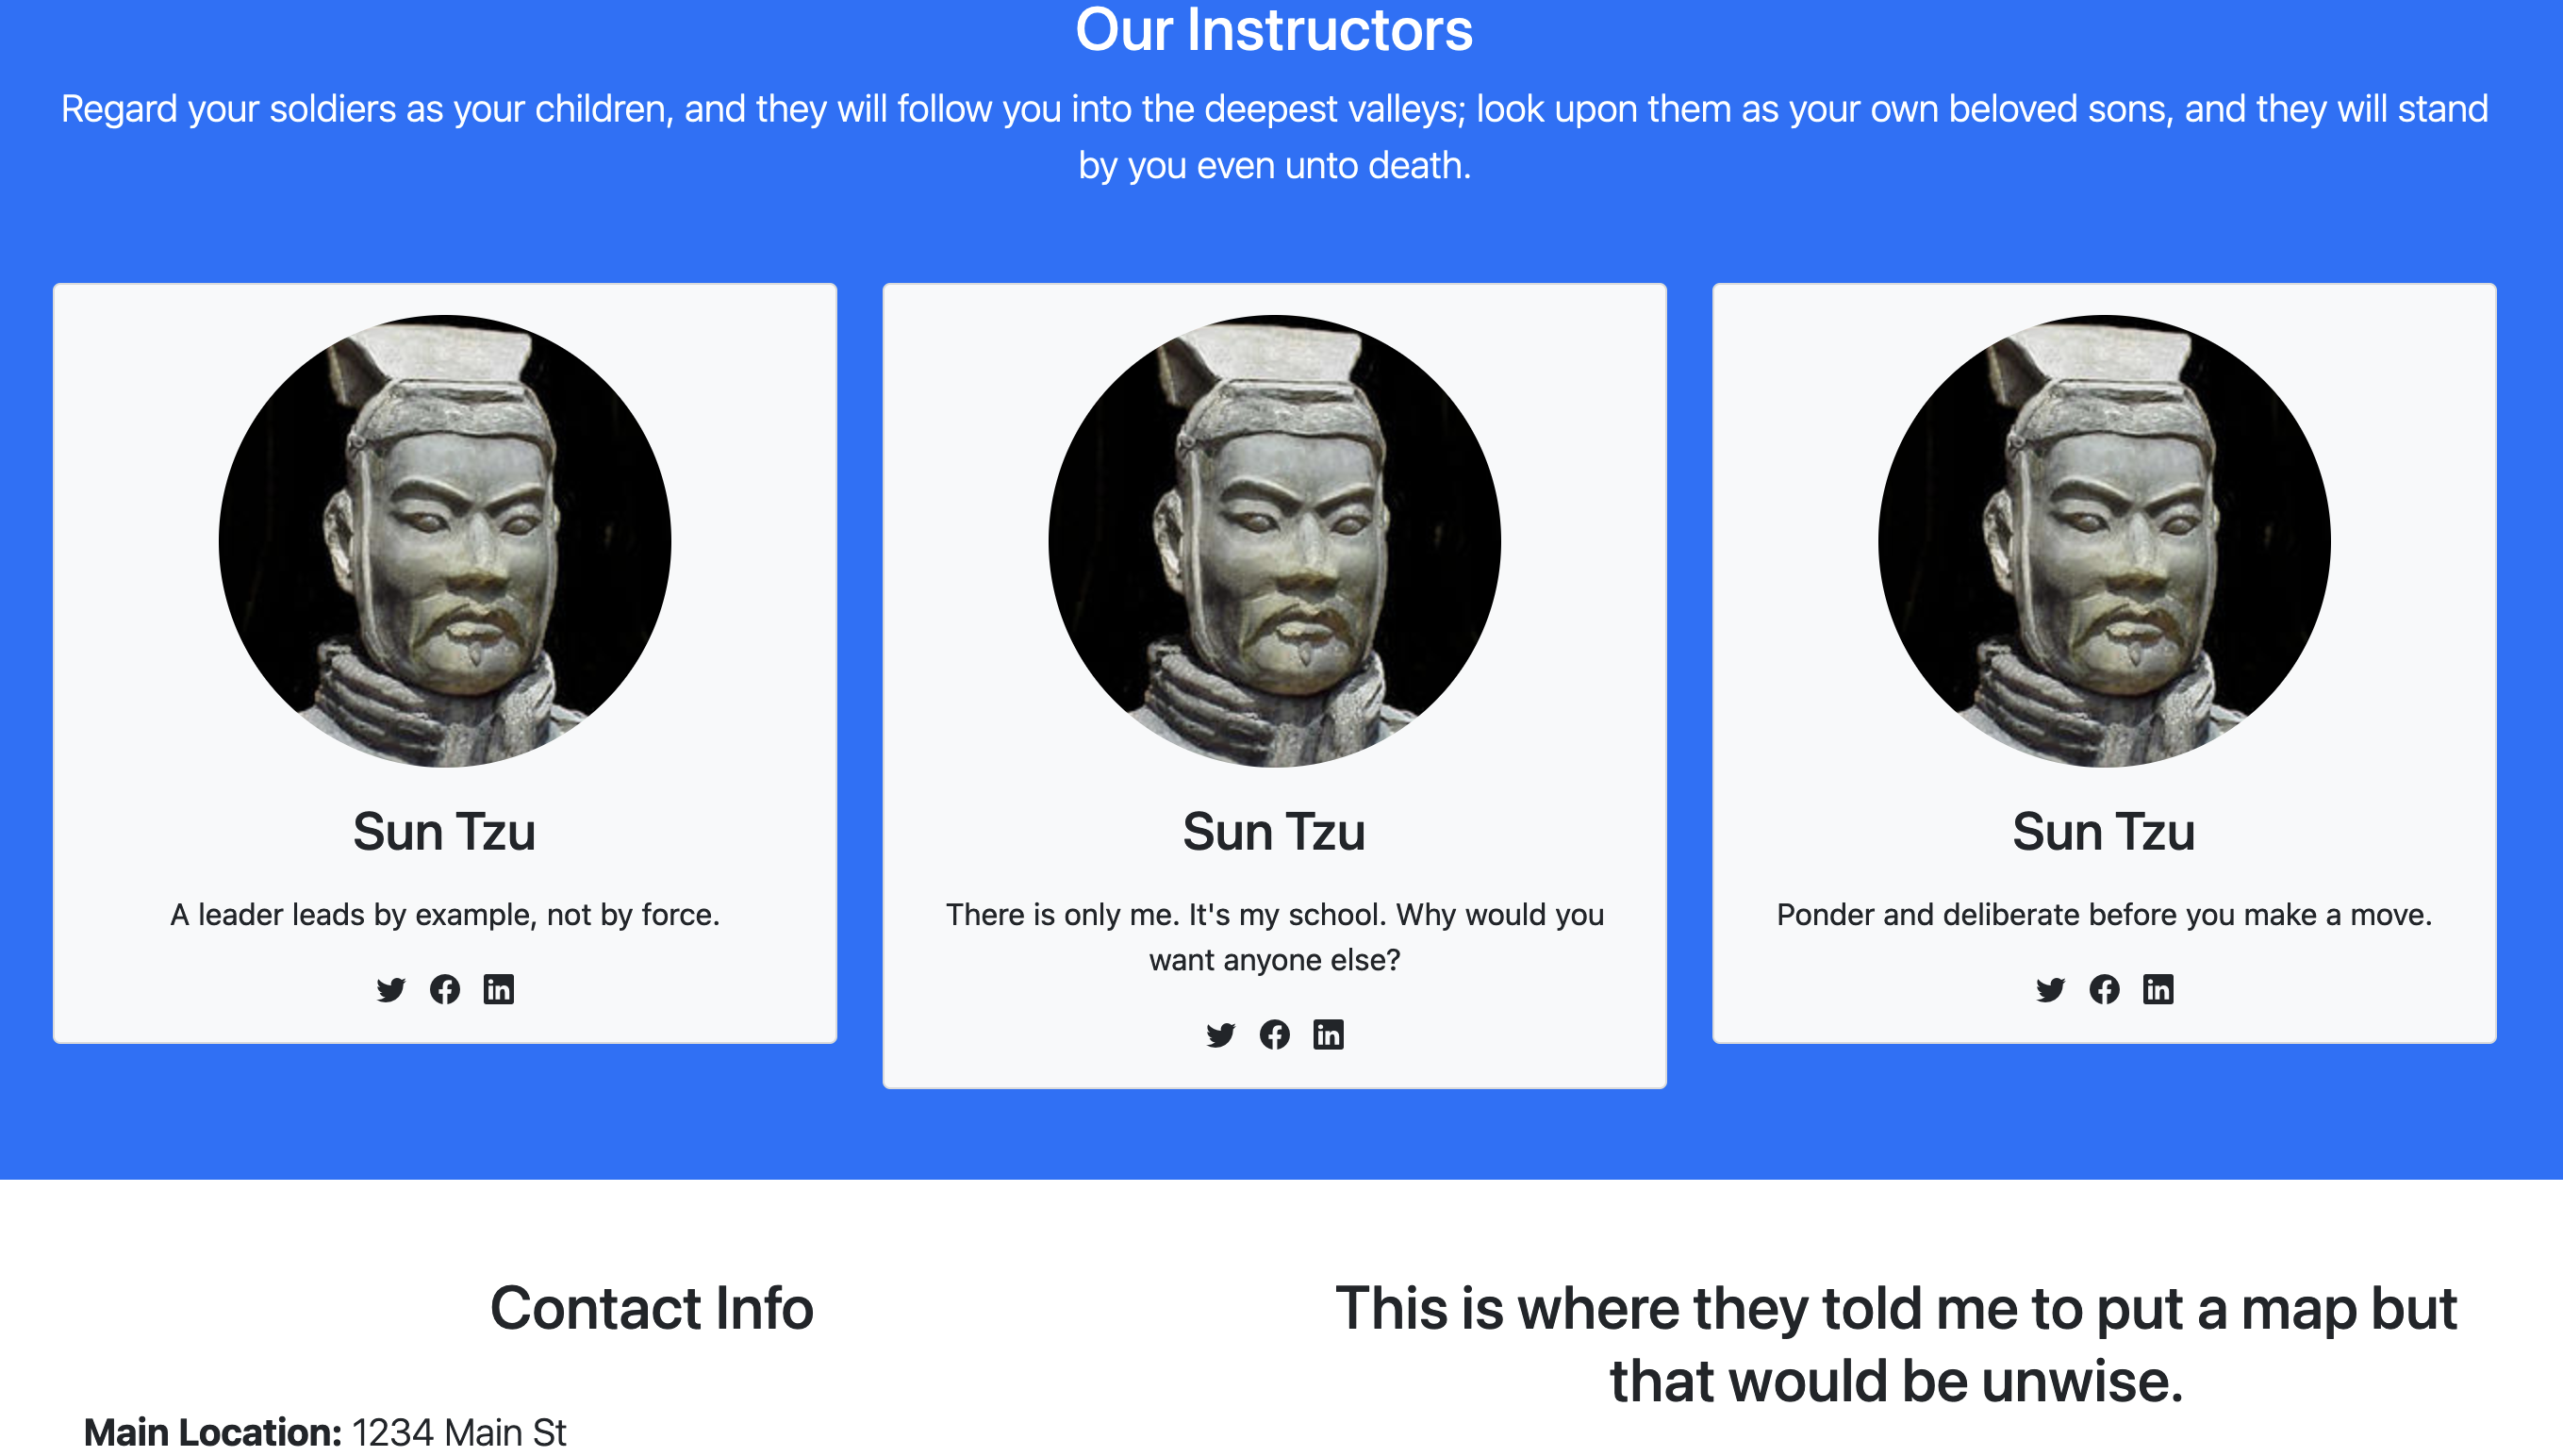 Our Instructors
Regard your soldiers as your children, and they will follow you into the deepest valleys; look upon them as your own beloved sons, and they will stand
by you even unto death.
Sun Tzu
A leader leads by example, not by force.
Sun Tzu
There is only me. It's my school. Why would you
want anyone else?
Sun Tzu
Ponder and deliberate before you make a move.
Contact Info
Main Location: 1234 Main St
This is where they told me to put a map but
that would be unwise.